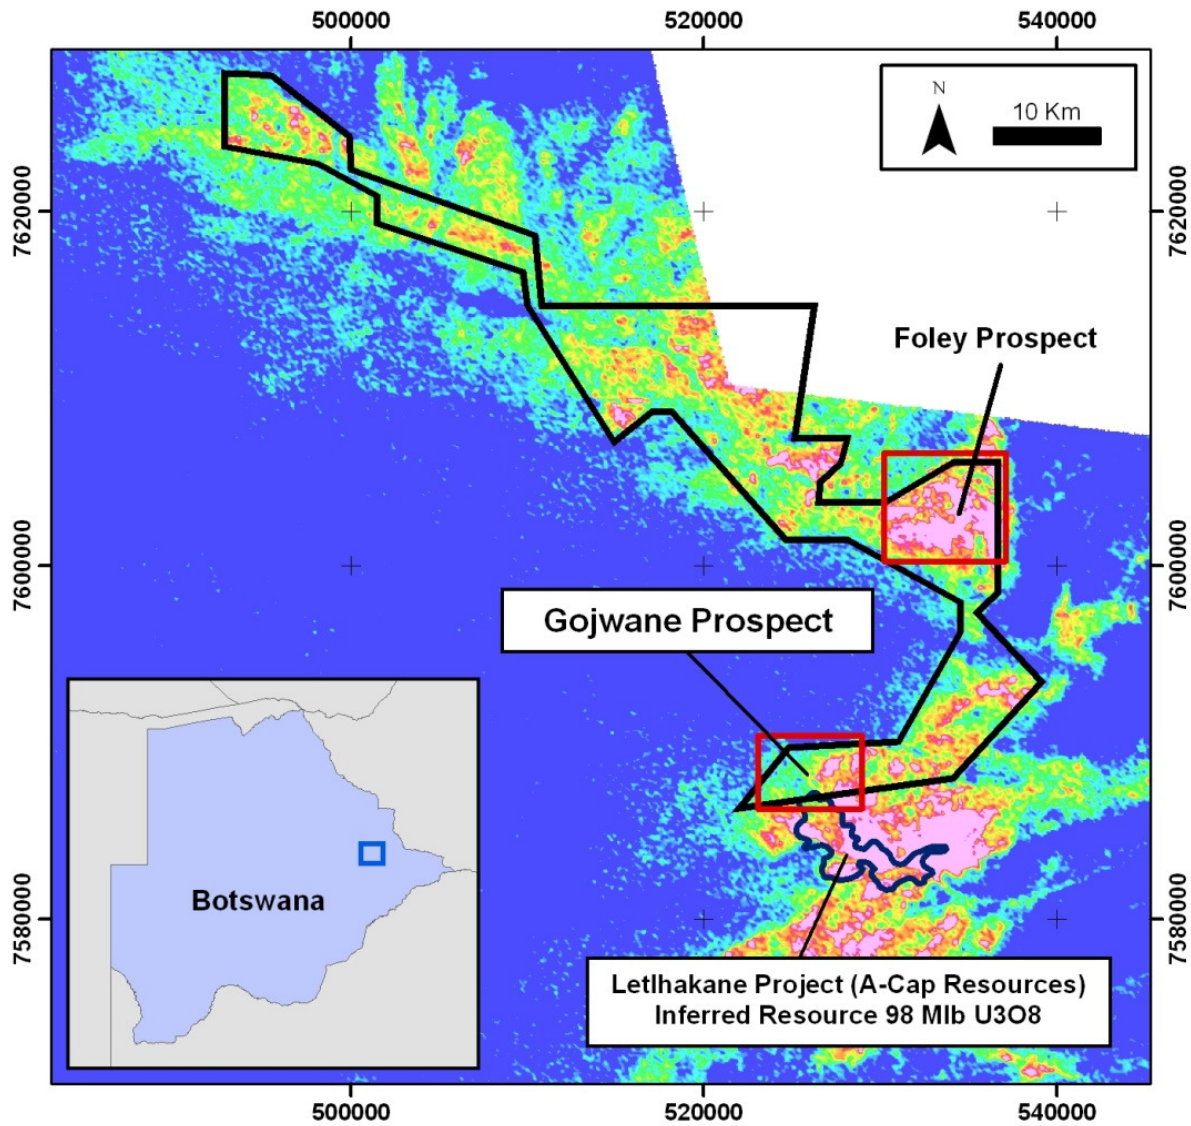 500000
520000
540000
N
10 Km
7620000
7620000
Foley Prospect
7600000
7600000
Gojwane Prospect
Botswana
7580000
7580000
Letlhakane Project (A-Cap Resources)
Inferred Resource 98 Mlb U3O8
500000
520000
540000